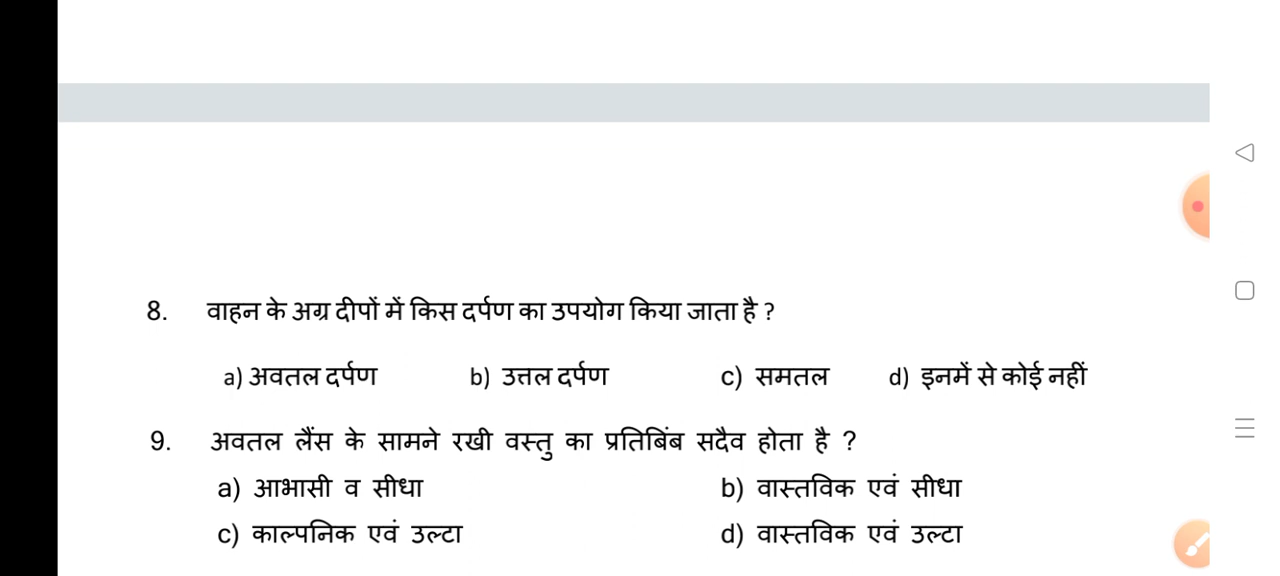 8. वाहन के अग्र दीपों में किस दर्पण का उपयोग किया जाता है ?
a) अवतल दर्पण b) उत्तल दर्पण c) समतल d) इनमें से कोई नहीं
9. अवतल लैंस के सामने रखी वस्तु का प्रतिबिंब सदैव होता है ?
a) आभासी व सीधा b) वास्तविक एवं सीधा
c) काल्पनिक एवं उल्टा d) वास्तविक एवं उल्टा